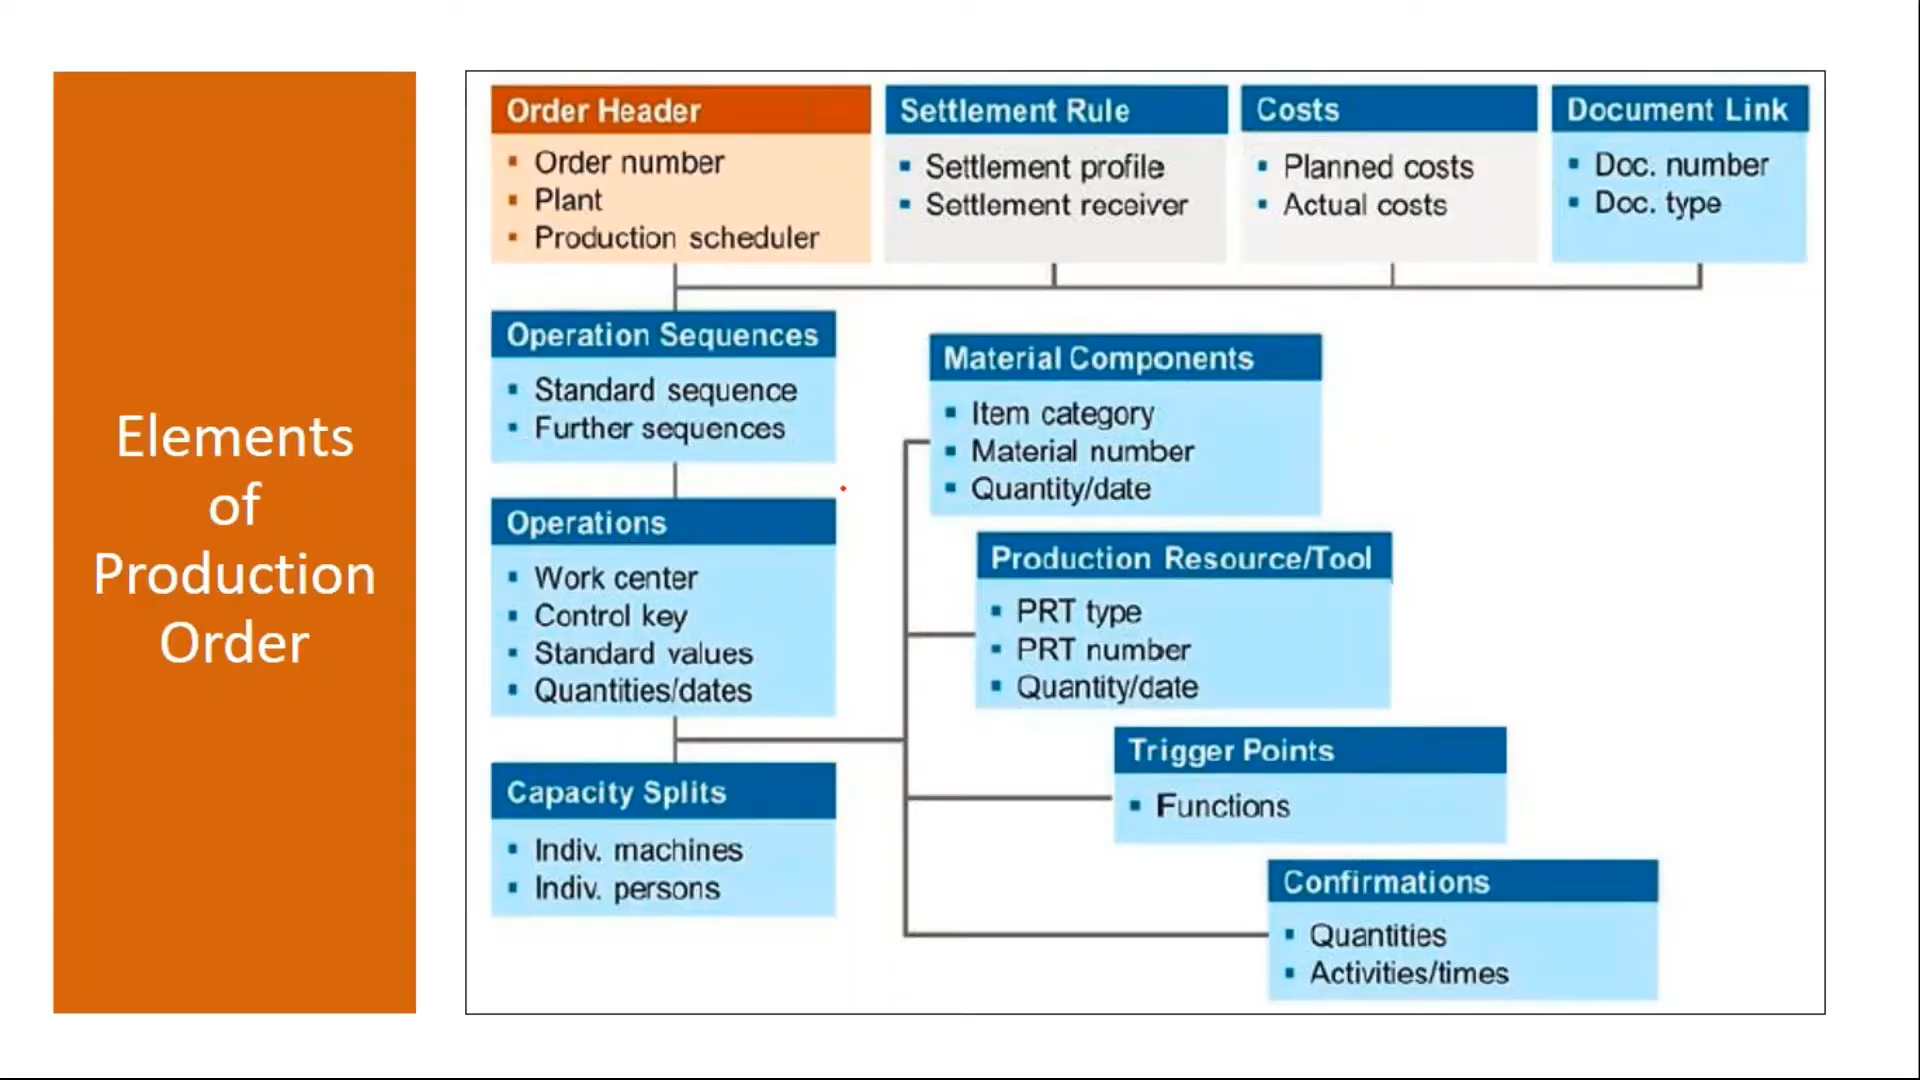 Elements
of
Production
Order
Order Header
Order number
Plant
Production scheduler
Settlement Rule
Settlement profile
Settlement receiver
Costs
Planned costs
Actual costs
Document Link
Doc. number
Doc. type
Operation Sequences
Standard sequence
Further sequences
Operations
Work center
Control key
Standard values
Quantities/dates
Capacity Splits
Indiv. machines
Indiv. persons
Material Components
Item category
Material number
Quantity/date
Production Resource/Tool
PRT type
PRT number
Quantity/date
Trigger Points
Functions
Confirmations
Quantities
Activities/times